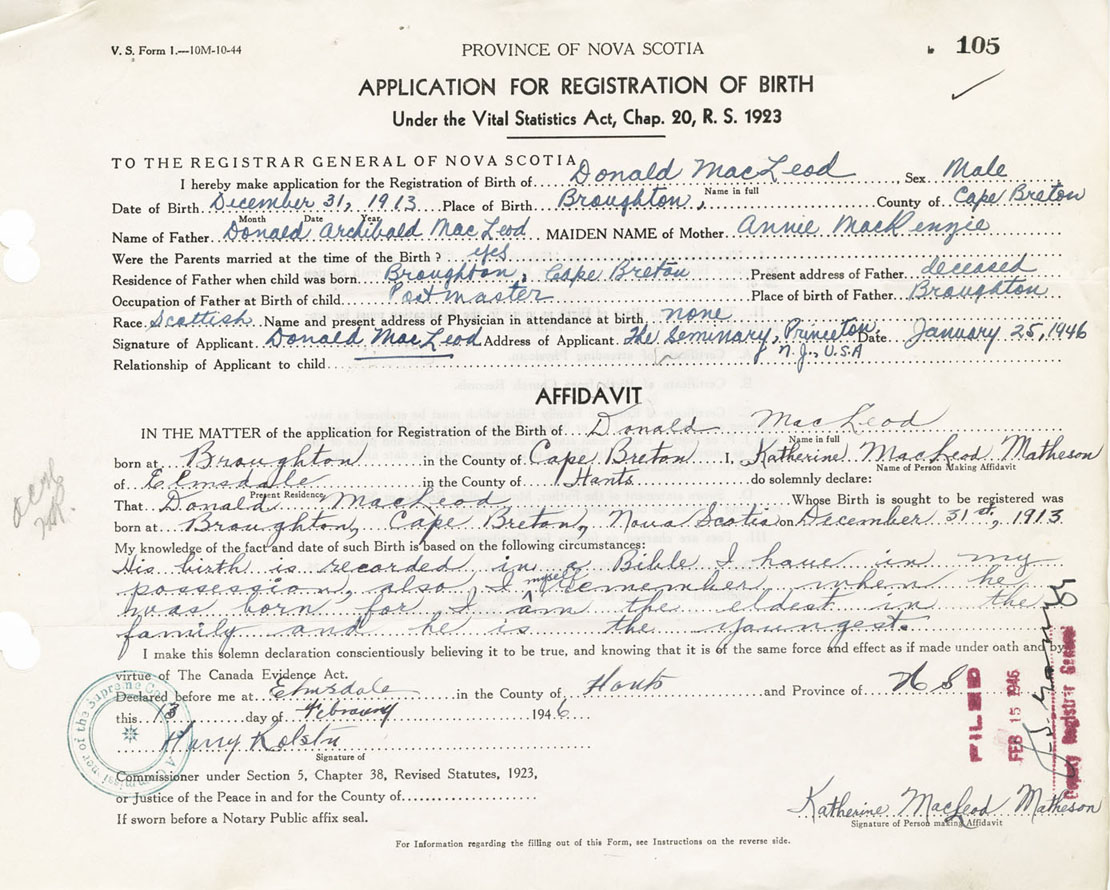 V. S. Form 1.—10M-10-44
PROVINCE OF NOVA SCOTIA
105
APPLICATION FOR REGISTRATION OF BIRTH
Under the Vital Statistics Act, Chap. 20, R. S. 1923
TO THE REGISTRAR GENERAL OF NOVA SCOTIA
I hereby make application for the Registration of Birth of Donald MacLeod Sex Male
Name in full
Date of Birth December 31, 1913 Place of Birth Broughton, County of Cape Breton
Month Date Year
Name of Father Donald Archibald MacLeod MAIDEN NAME of Mother Annie MacKenzie
Were the Parents married at the time of the Birth? yes
Residence of Father when child was born Broughton, Cape Breton Present address of Father deceased
Occupation of Father at Birth of child Postmaster Place of birth of Father Broughton
Race Scottish Name and present address of Physician in attendance at birth none
Signature of Applicant Donald MacLeod Address of Applicant The Seminary, Princeton Date January 25, 1946
N.J., U.S.A
Relationship of Applicant to child
AFFIDAVIT
IN THE MATTER of the application for Registration of the Birth of Donald MacLeod
Name in full
born at Broughton in the County of Cape Breton I, Katherine MacLeod Matheson
Name of Person Making Affidavit
of Elmsdale in the County of Hants do solemnly declare:
Present Residence
That Donald MacLeod Whose Birth is sought to be registered was
born at Broughton, Cape Breton, Nova Scotia on December 31st, 1913
My knowledge of the fact and date of such Birth is based on the following circumstances:
His birth is recorded in a Bible I have in my
possession, also I myself remember when he
was born for I am the eldest in the
family and he is the youngest.
I make this solemn declaration conscientiously believing it to be true, and knowing that it is of the same force and effect as if made under oath and by
virtue of The Canada Evidence Act.
Declared before me at Elmsdale in the County of Hants and Province of N S
this 13 day of February 1946
Harry Rolston
Signature of
Commissioner under Section 5, Chapter 38, Revised Statutes, 1923,
or Justice of the Peace in and for the County of
If sworn before a Notary Public affix seal.
FILED
FEB 15 1946
Deputy Registrar General
Katherine MacLeod Matheson
Signature of Person making Affidavit
For Information regarding the filling out of this Form, see Instructions on the reverse side.